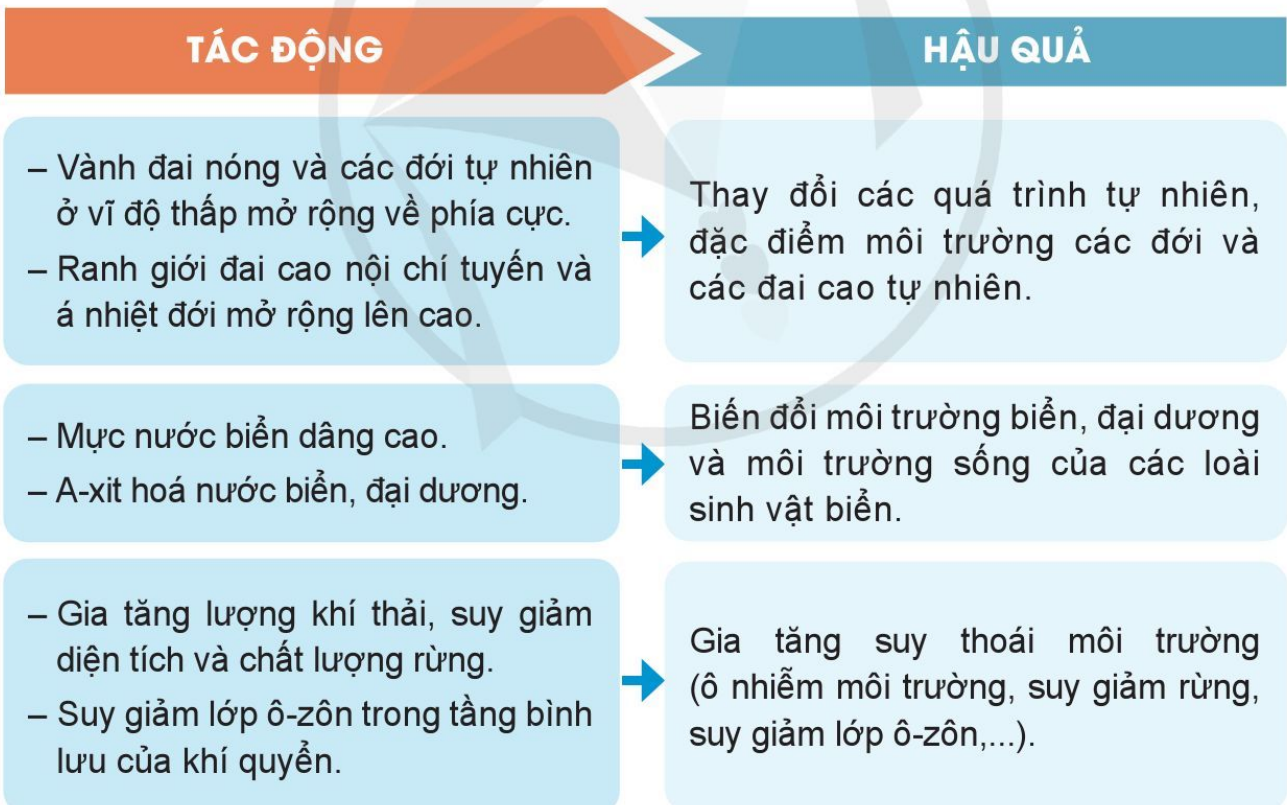 TÁC ĐỘNG
HẬU QUẢ
– Vành đai nóng và các đới tự nhiên
ở vĩ độ thấp mở rộng về phía cực.
– Ranh giới đai cao nội chí tuyến và
á nhiệt đới mở rộng lên cao.
Thay đổi các quá trình tự nhiên,
đặc điểm môi trường các đới và
các đai cao tự nhiên.
– Mực nước biển dâng cao.
– A-xit hoá nước biển, đại dương.
Biến đổi môi trường biển, đại dương
và môi trường sống của các loài
sinh vật biển.
– Gia tăng lượng khí thải, suy giảm
diện tích và chất lượng rừng.
– Suy giảm lớp ô-zôn trong tầng bình
lưu của khí quyển.
Gia tăng suy thoái môi trường
(ô nhiễm môi trường, suy giảm rừng,
suy giảm lớp ô-zôn,...).